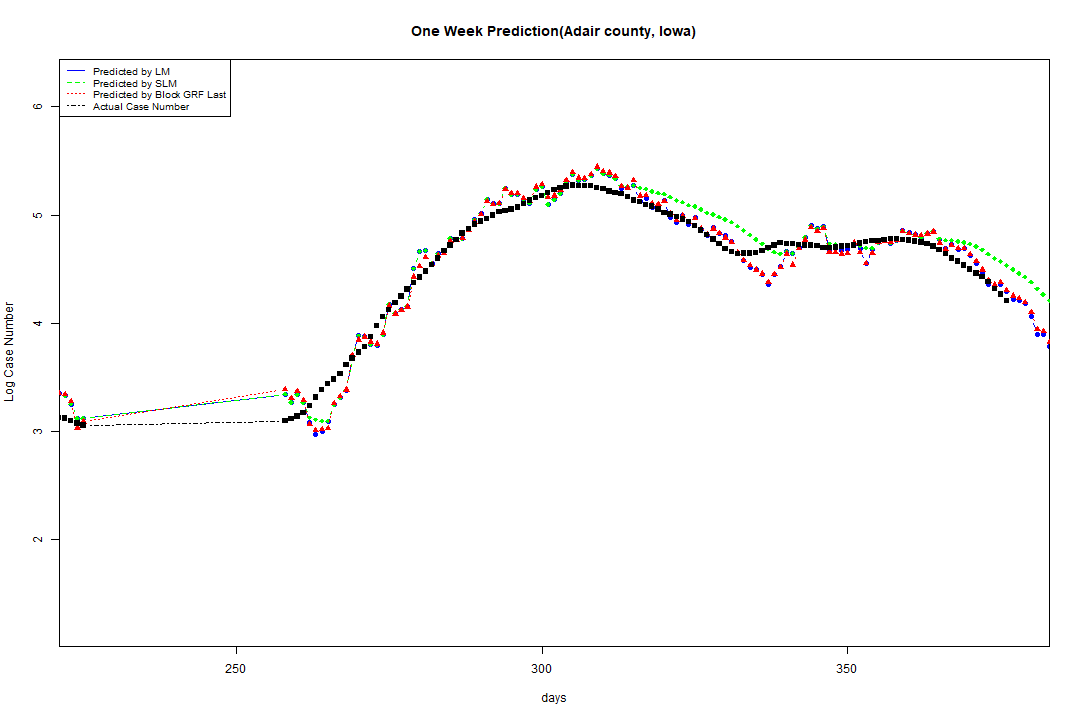 One Week Prediction(Adair county, Iowa)
Predicted by LM
Predicted by SLM
Predicted by Block GRF Last
Actual Case Number
6
5
4
3
2
Log Case Number
250
300
350
days